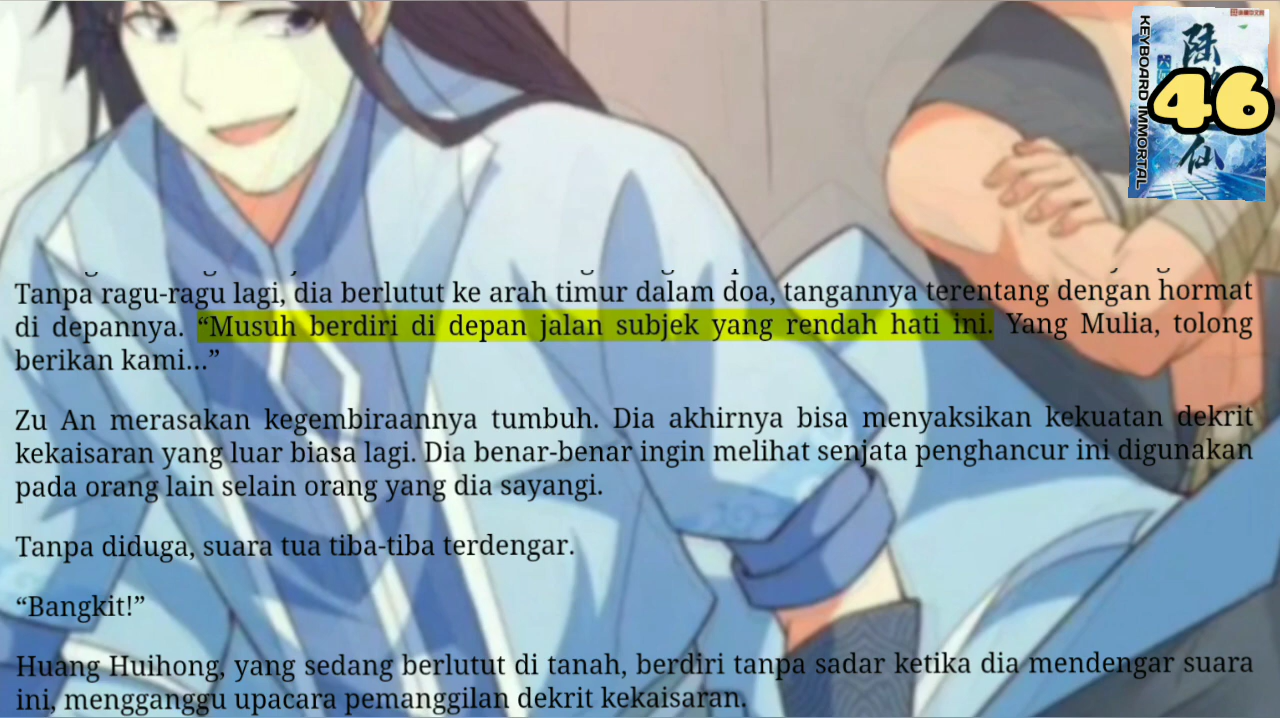 KEYBOARD IMMORTAL
46
Tanpa ragu-ragu lagi, dia berlutut ke arah timur dalam doa, tangannya terentang dengan hormat
di depannya. “Musuh berdiri di depan jalan subjek yang rendah hati ini. Yang Mulia, tolong
berikan kami...”
Zu An merasakan kegembiraannya tumbuh. Dia akhirnya bisa menyaksikan kekuatan dekrit
kekaisaran yang luar biasa lagi. Dia benar-benar ingin melihat senjata penghancur ini digunakan
pada orang lain selain orang yang dia sayangi.
Tanpa diduga, suara tua tiba-tiba terdengar.
“Bangkit!”
Huang Huihong, yang sedang berlutut di tanah, berdiri tanpa sadar ketika dia mendengar suara
ini, mengganggu upacara pemanggilan dekrit kekaisaran.